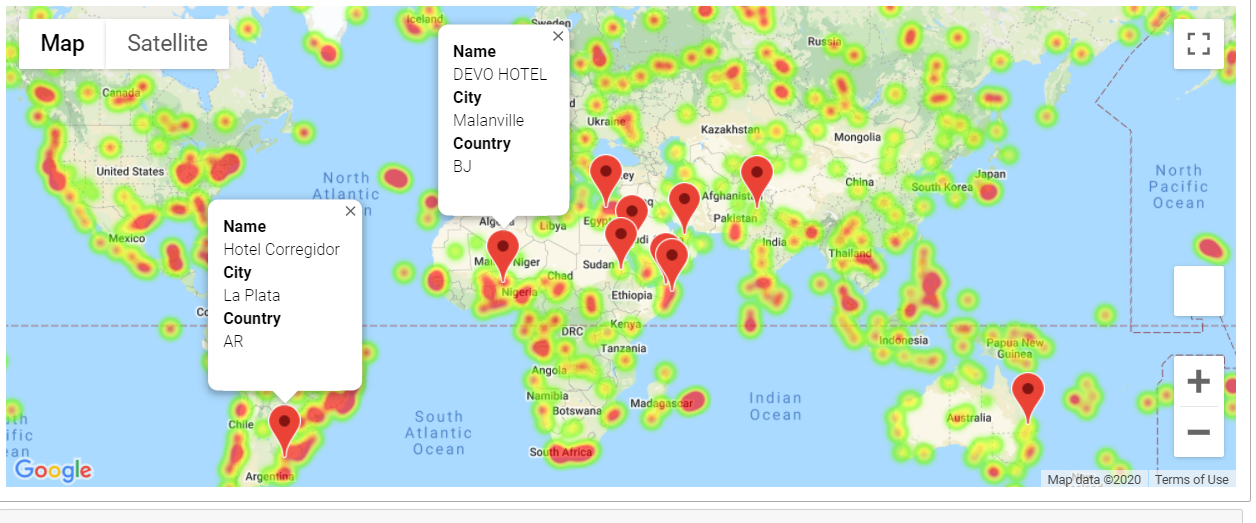 Map
Satellite
Iceland
Sweden
Russia
Canada
Ukraine
Kazakhstan
Mongolia
United States
North
Atlantic
Name
DEVO HOTEL
City
Malanville
Country
BJ
Afghanistan
China
South Korea
Japan
North
Pacific
Ocean
Mexico
Libya
Egypt
Pakistan
India
Thailand
Niger
Chad
Sudan
Nigeria
Ethiopia
Name
Hotel Corregidor
City
La Plata
Country
AR
DRC
Kenya
Tanzania
Indonesia
Papua New
Guinea
Angola
Namibia
Botswana
Madagascar
Indian
Ocean
Australia
Chile
South
Atlantic
Ocean
South Africa
Argentina
Google
Map data ©2020
Terms of Use